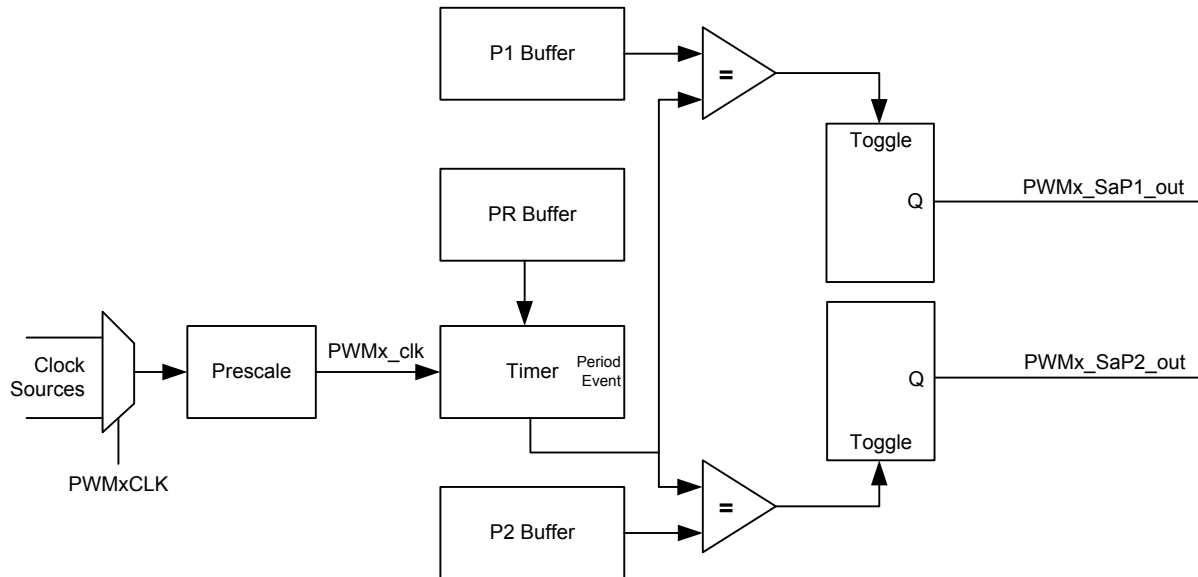 P1 Buffer
=
Toggle
Q
PWMx_SaP1_out
PR Buffer
Clock
Sources
PWMxCLK
Prescale
PWMx_clk
Timer
Period
Event
Q
Toggle
PWMx_SaP2_out
=
P2 Buffer